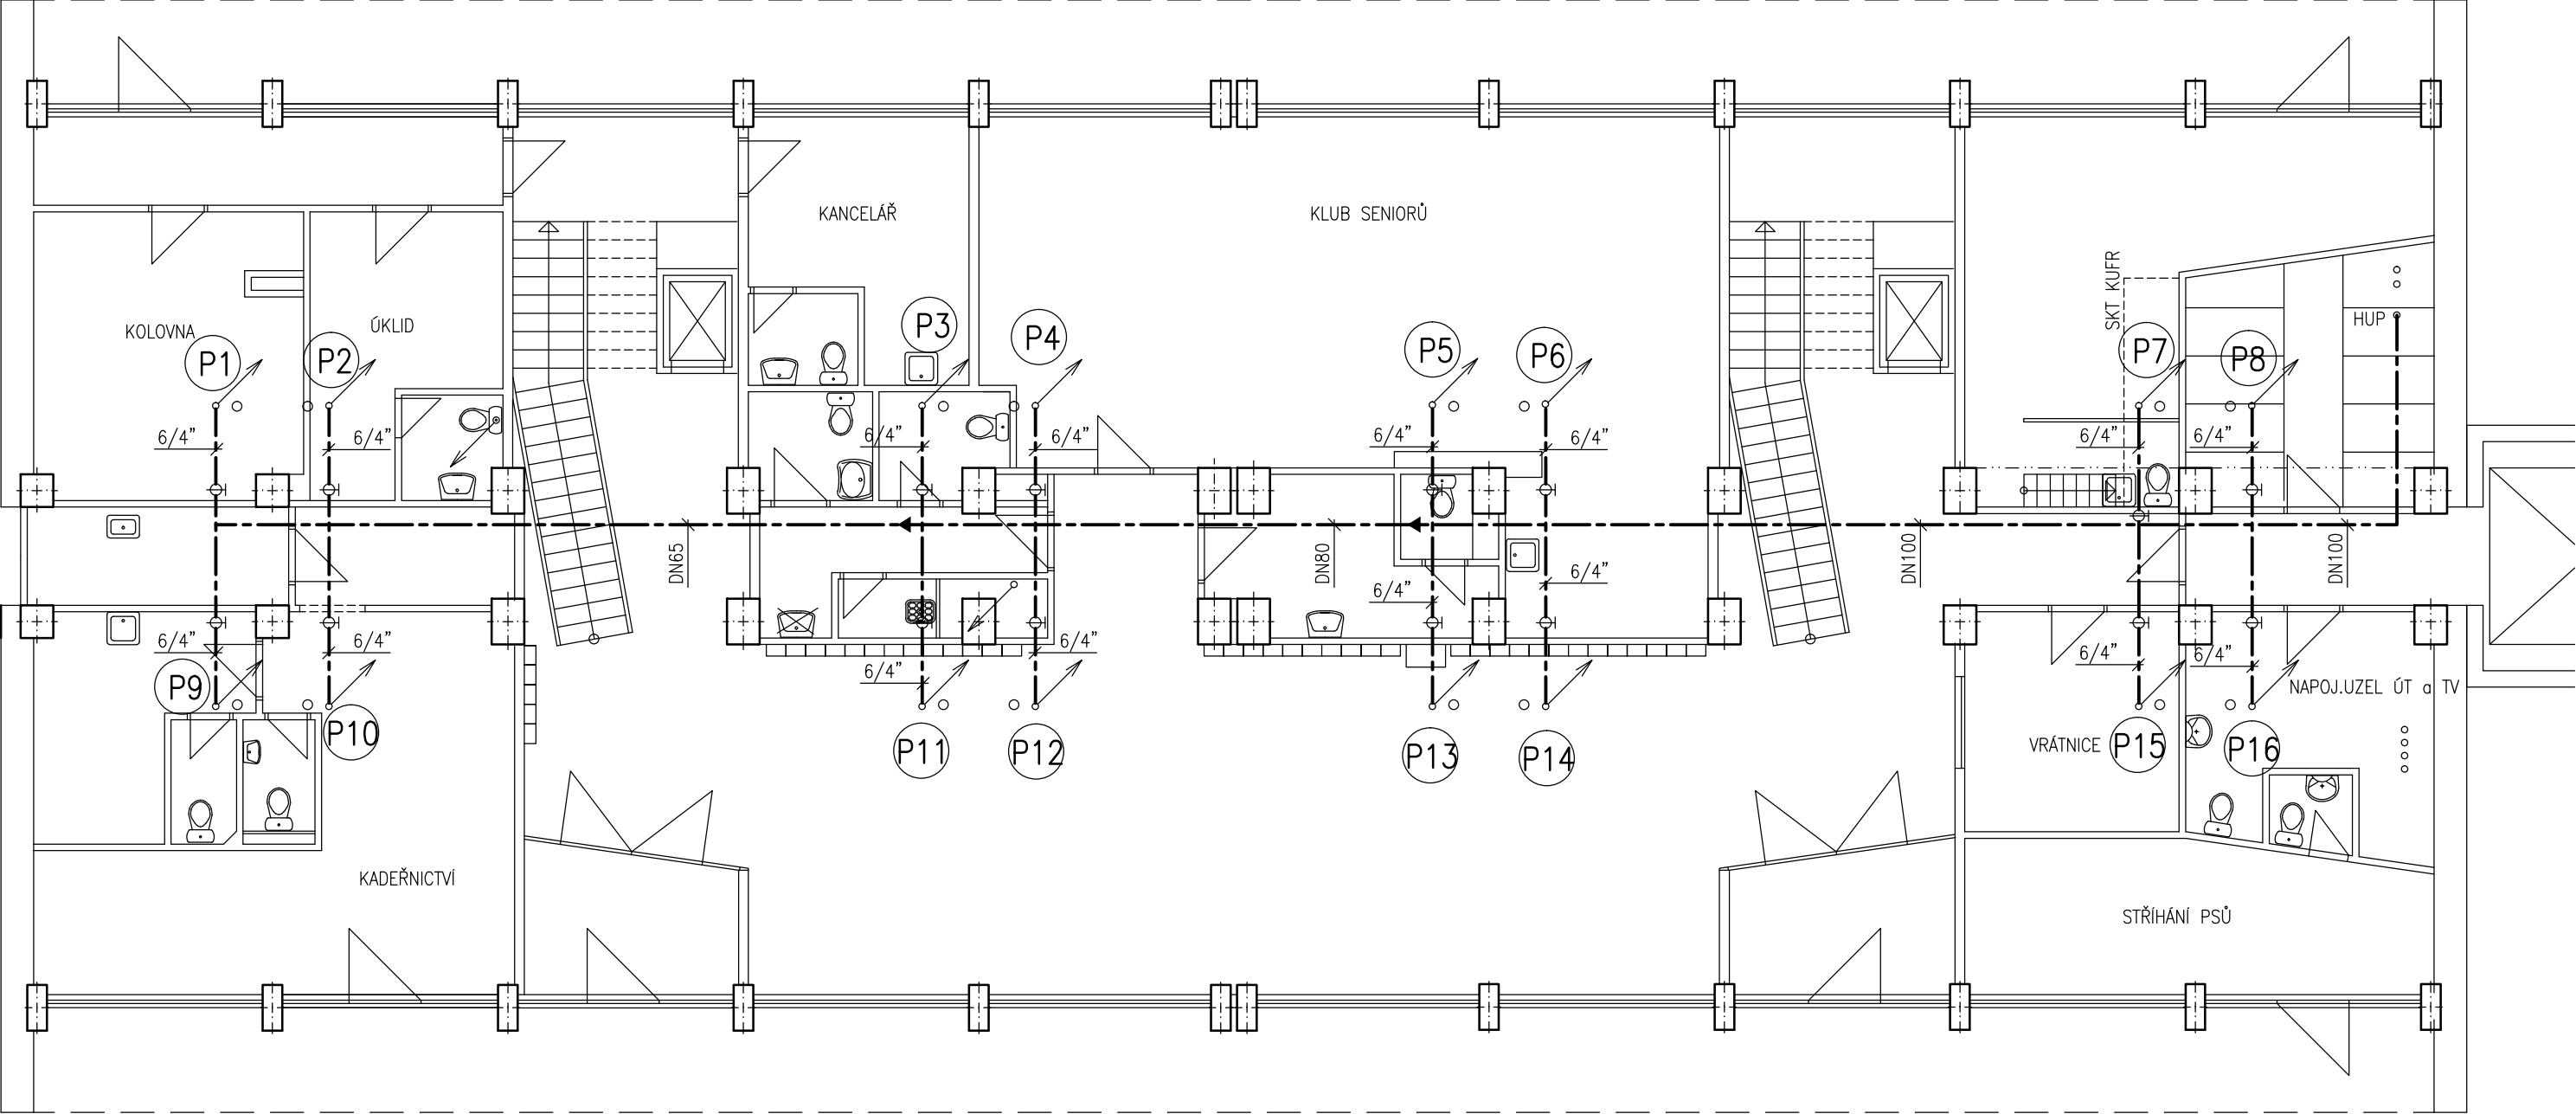 KANCELÁŘ
KLUB SENIORŮ
SKT KUFR
HUP
KOLOVNA
ÚKLID
P1
P2
P3
P4
P5
P6
P7
P8
6/4"
6/4"
6/4"
6/4"
6/4"
6/4"
6/4"
6/4"
DN65
DN80
DN100
DN100
6/4"
6/4"
6/4"
6/4"
6/4"
6/4"
6/4"
6/4"
P9
P10
P11
P12
P13
P14
P15
P16
NAPOJ.UZEL ÚT a TV
VRÁTNICE
KADEŘNICTVÍ
STŘÍHÁNÍ PSŮ